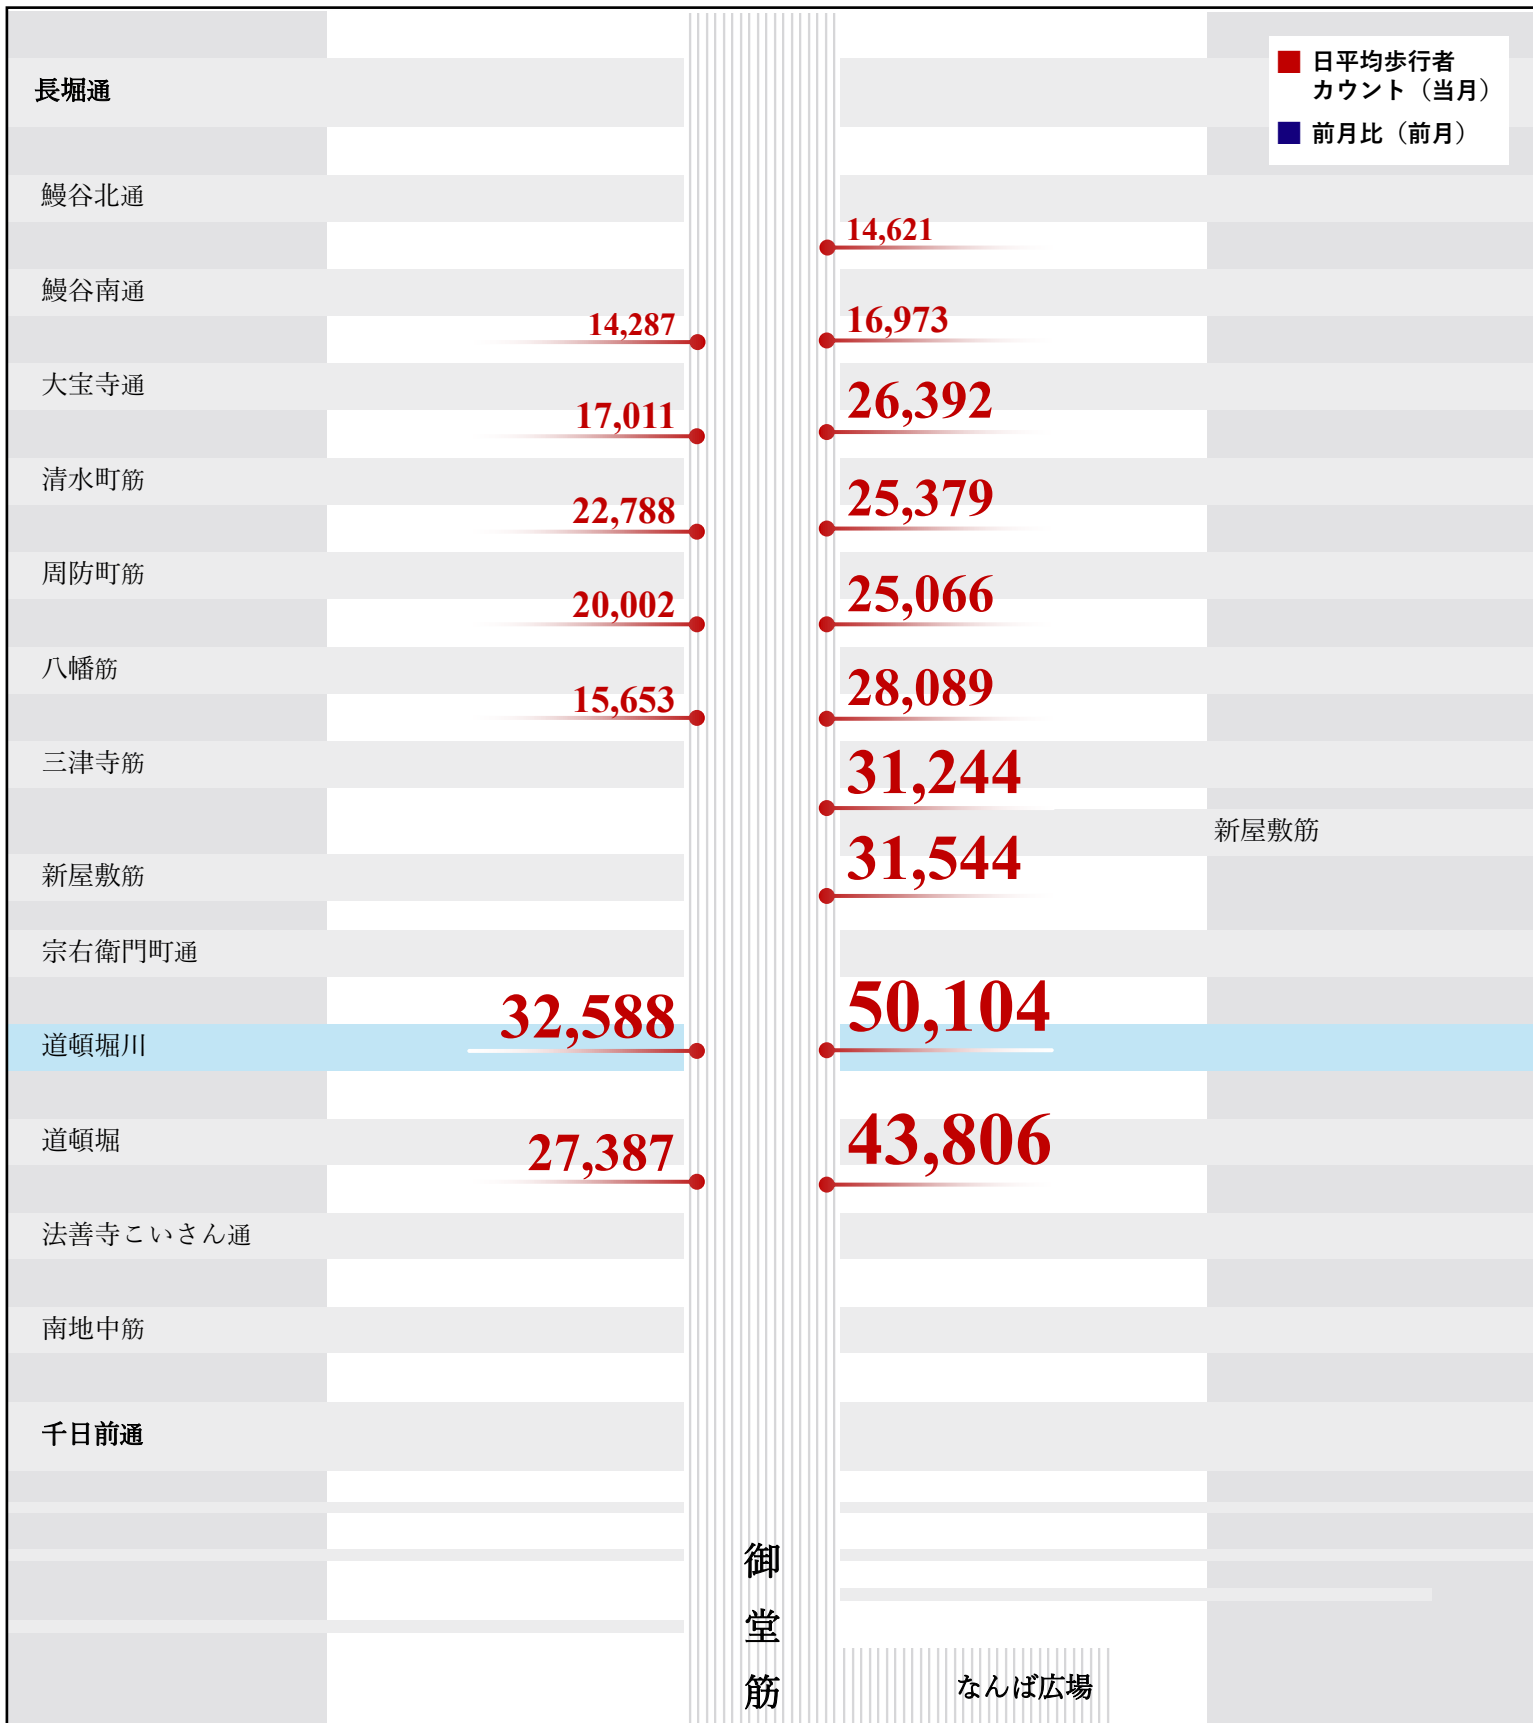 長堀通
日平均歩行者
カウント（当月）
前月比（前月）
鰻谷北通
14,621
鰻谷南通
14,287
16,973
大宝寺通
17,011
26,392
清水町筋
22,788
25,379
周防町筋
20,002
25,066
八幡筋
15,653
28,089
三津寺筋
31,244
新屋敷筋
31,544
新屋敷筋
宗右衛門町通
32,588
50,104
道頓堀川
道頓堀
27,387
43,806
法善寺こいさん通
南地中筋
千日前通
御堂筋
なんば広場